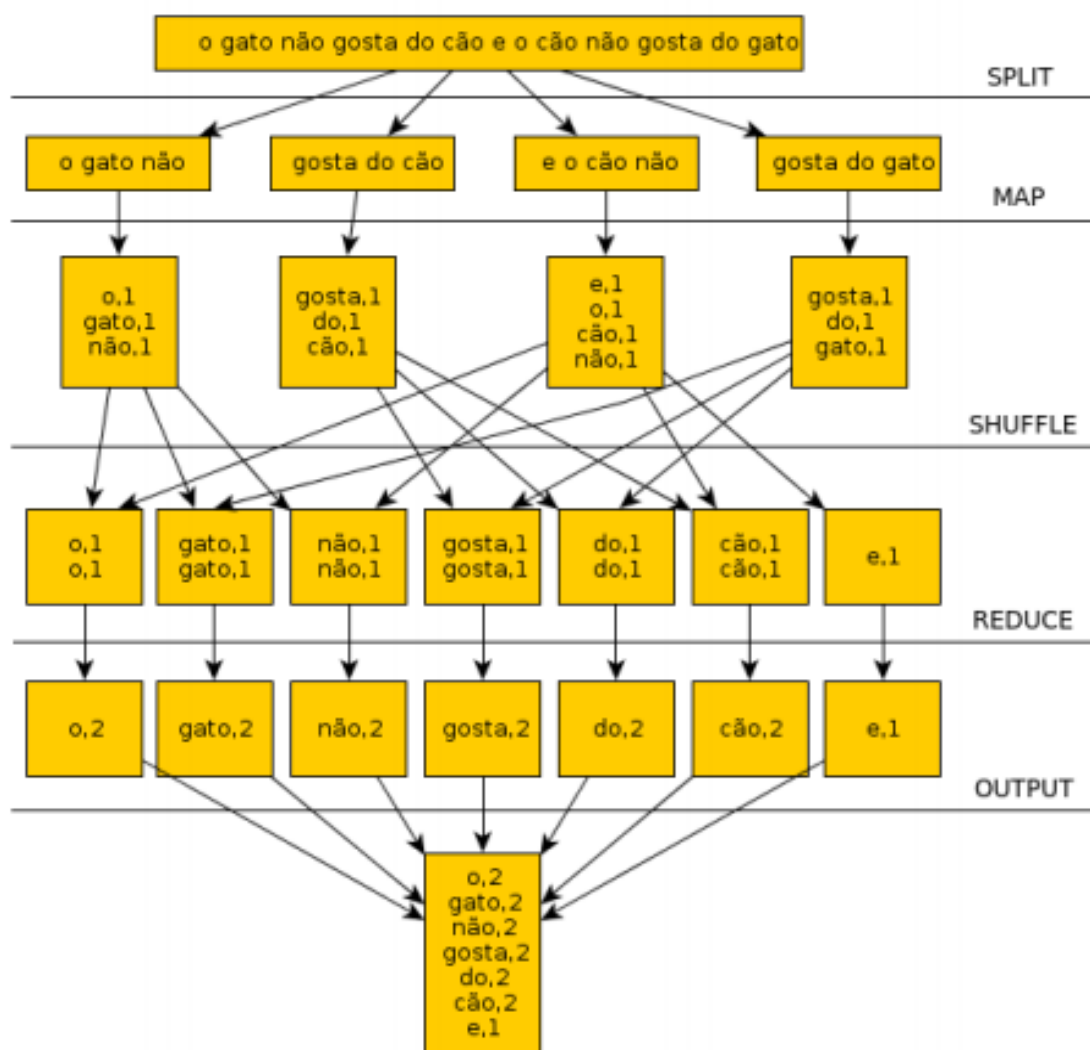 o gato não gosta do cão e o cão não gosta do gato
SPLIT
o gato não
gosta do cão
e o cão não
gosta do gato
MAP
o,1
gato,1
não,1
gosta,1
do,1
cão,1
e,1
o,1
cão,1
não,1
gosta,1
do,1
gato,1
SHUFFLE
o,1
o,1
gato,1
gato,1
não,1
não,1
gosta,1
gosta,1
do,1
do,1
cão,1
cão,1
e,1
REDUCE
o,2
gato,2
não,2
gosta,2
do,2
cão,2
e,1
OUTPUT
o,2
gato,2
não,2
gosta,2
do,2
cão,2
e,1